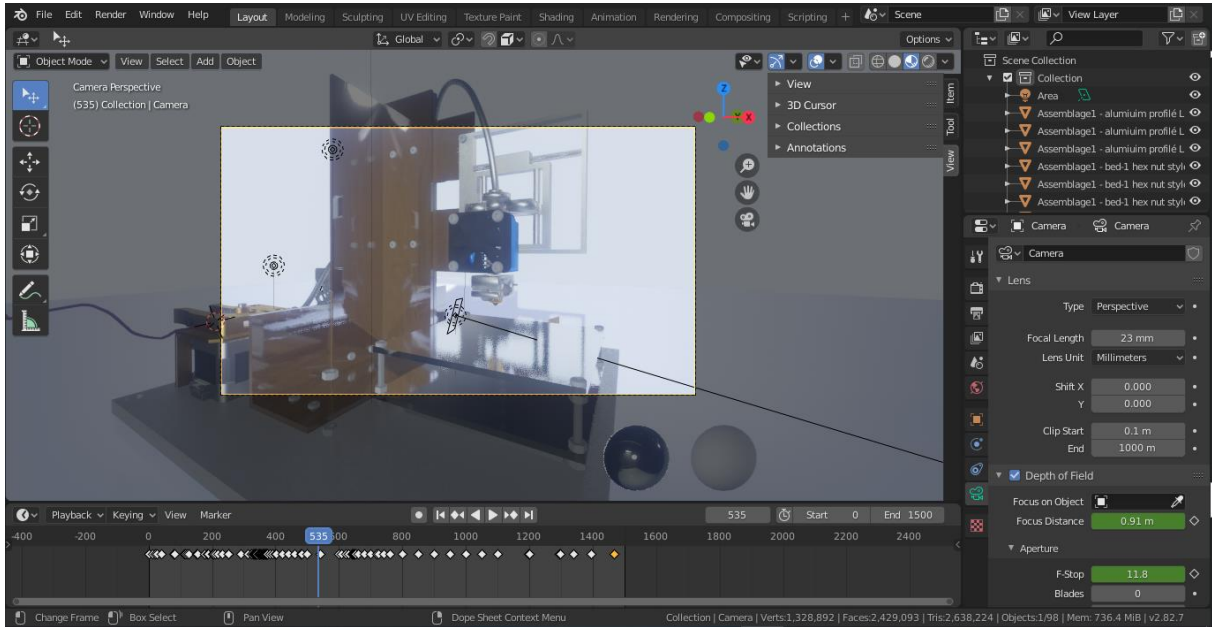 File Edit Render Window Help Layout Modeling Sculpting UV Editing Texture Paint Shading Animation Rendering Compositing Scripting + Scene View Layer
Global Options
Object Mode View Select Add Object
Camera Perspective
(535) Collection | Camera
Z
Y X
View
3D Cursor
Collections
Annotations
Item
Tool
View
Scene Collection
Collection
Area
Assemblage1 - alumiuim profilé L
Assemblage1 - alumiuim profilé L
Assemblage1 - alumiuim profilé L
Assemblage1 - bed-1 hex nut style
Assemblage1 - bed-1 hex nut style
Assemblage1 - bed-1 hex nut style
Camera Camera
Camera
Lens
Type Perspective
Focal Length 23 mm
Lens Unit Millimeters
Shift X 0.000
Y 0.000
Clip Start 0.1 m
End 1000 m
Depth of Field
Focus on Object
Focus Distance 0.91 m
Aperture
F-Stop 11.8
Blades 0
Playback Keying View Marker 535 Start 0 End 1500
-400 -200 0 200 400 535 600 800 1000 1200 1400 1600 1800 2000 2200 2400
Change Frame Box Select Pan View Dope Sheet Context Menu Collection | Camera | Verts:1,328,892 | Faces:2,429,093 | Tris:2,638,224 | Objects:1/98 | Mem: 736.4 MiB | v2.82.7